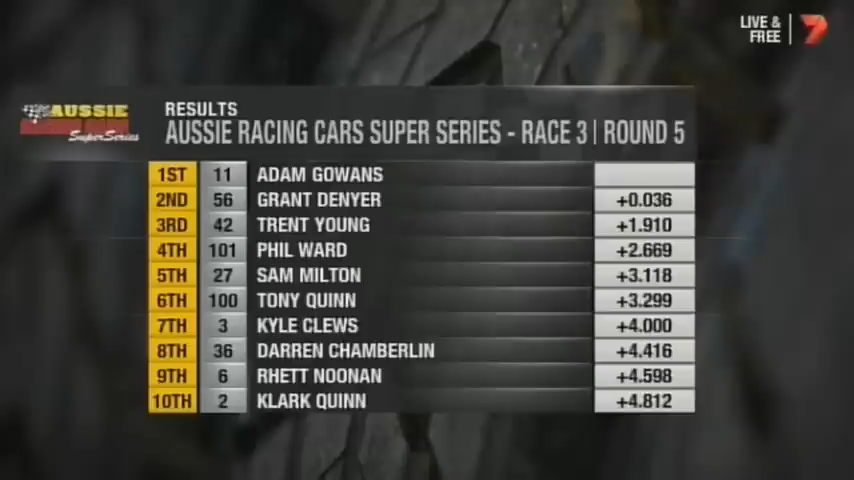 LIVE &
FREE
7
AUSSIE
SuperSeries
RESULTS
AUSSIE RACING CARS SUPER SERIES - RACE 3 | ROUND 5
1ST 11 ADAM GOWANS
2ND 56 GRANT DENYER +0.036
3RD 42 TRENT YOUNG +1.910
4TH 101 PHIL WARD +2.669
5TH 27 SAM MILTON +3.118
6TH 100 TONY QUINN +3.299
7TH 3 KYLE CLEWS +4.000
8TH 36 DARREN CHAMBERLIN +4.416
9TH 6 RHETT NOONAN +4.598
10TH 2 KLARK QUINN +4.812